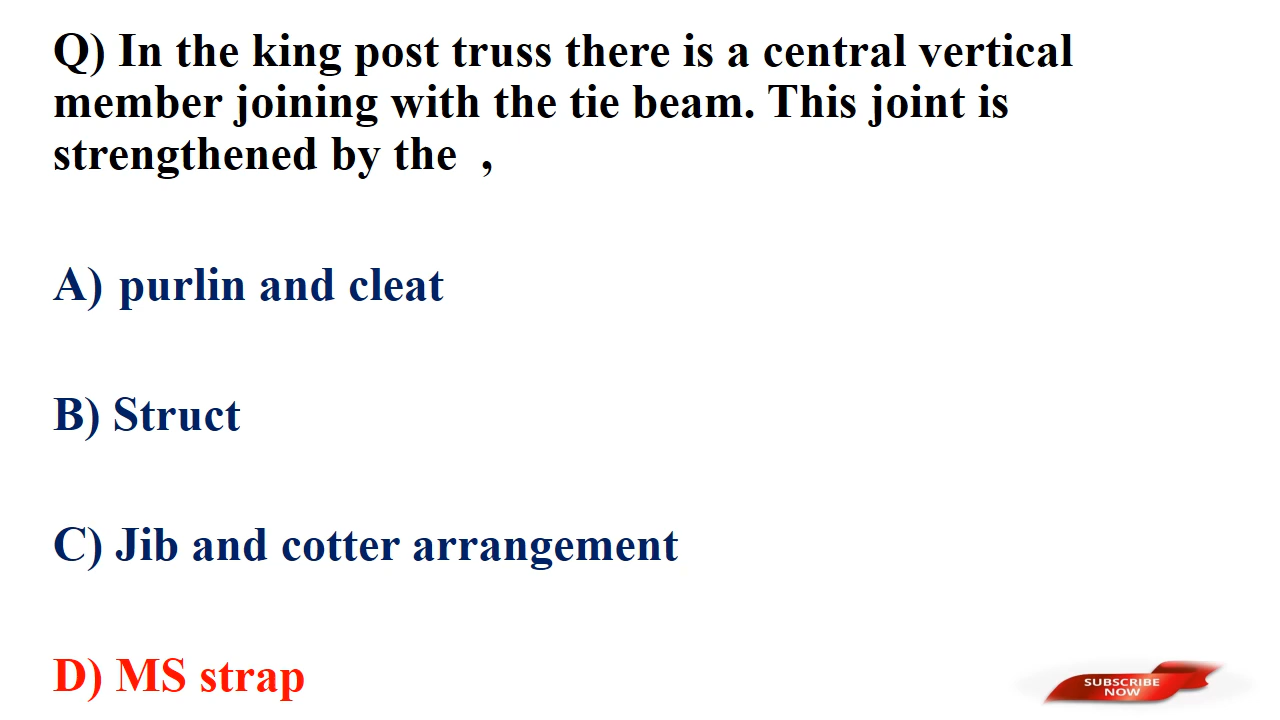 Q) In the king post truss there is a central vertical
member joining with the tie beam. This joint is
strengthened by the ,
A) purlin and cleat
B) Struct
C) Jib and cotter arrangement
D) MS strap
SUBSCRIBE
NOW